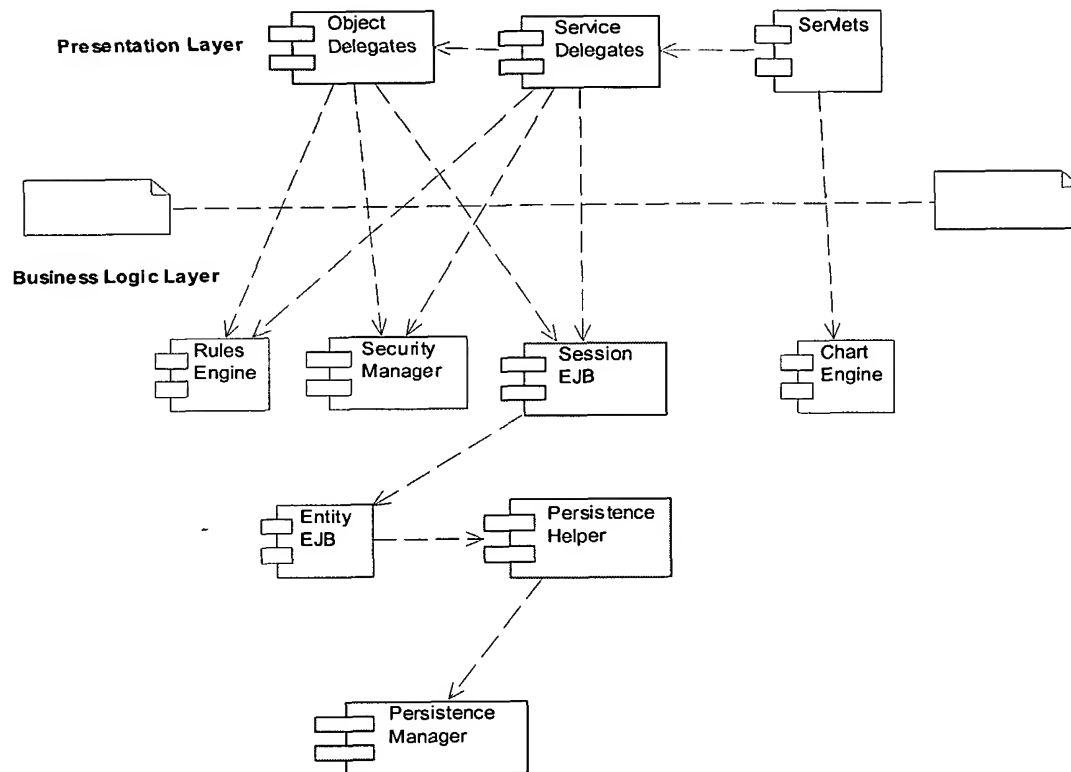 Presentation Layer
Object
Delegates
Service
Delegates
Servlets
Business Logic Layer
Rules
Engine
Security
Manager
Session
EJB
Chart
Engine
Entity
EJB
Persistence
Helper
Persistence
Manager